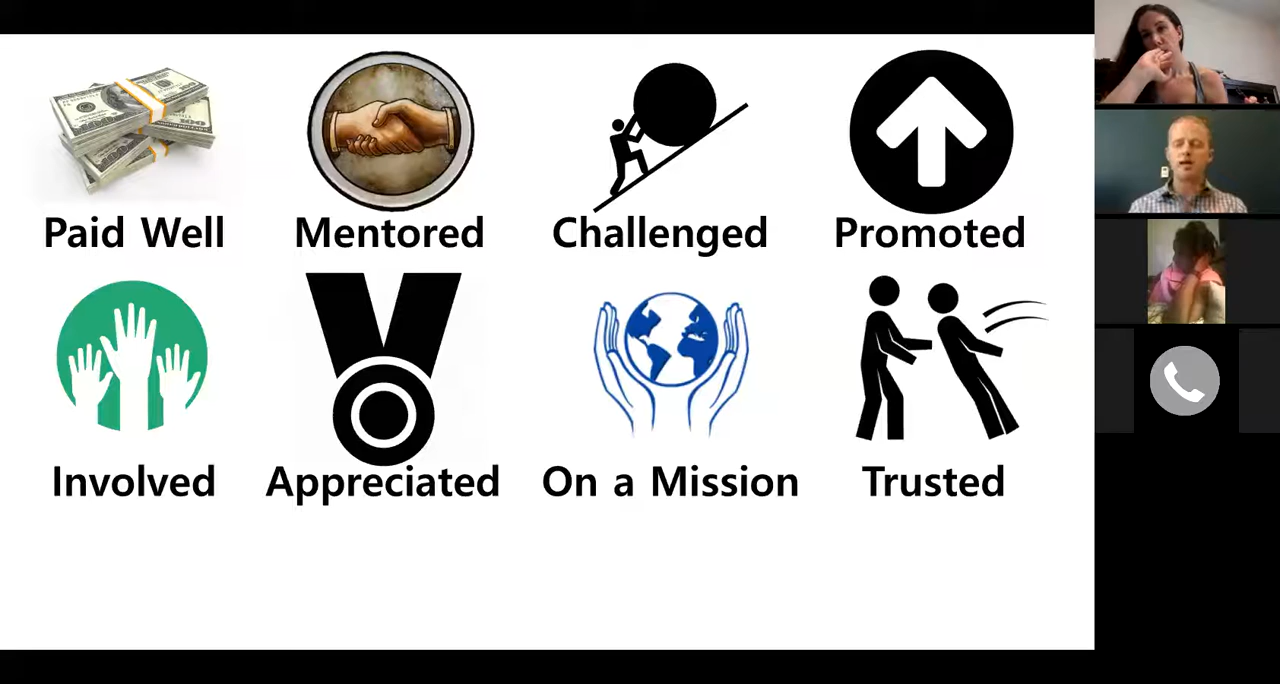 Paid Well
Mentored
Challenged
Promoted
Involved
Appreciated
On a Mission
Trusted